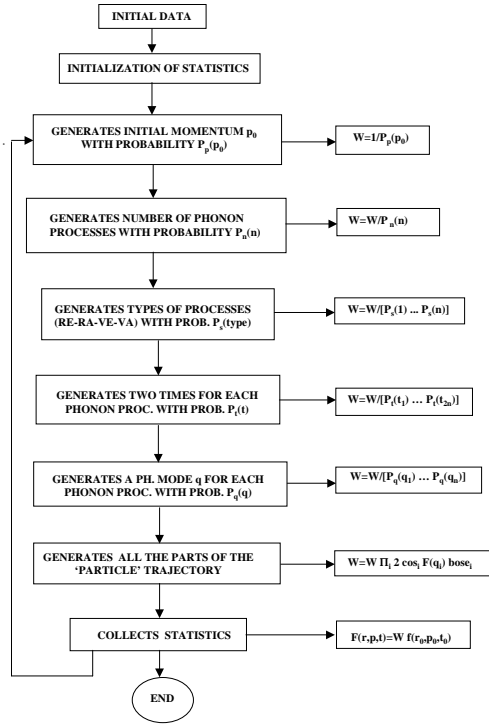 INITIAL DATA
INITIALIZATION OF STATISTICS
GENERATES INITIAL MOMENTUM p₀
WITH PROBABILITY Pₚ(p₀)
W=1/Pₚ(p₀)
GENERATES NUMBER OF PHONON
PROCESSES WITH PROBABILITY Pₙ(n)
W=W/Pₙ(n)
GENERATES TYPES OF PROCESSES
(RE-RA-VE-VA) WITH PROB. Pₛ(type)
W=W/[Pₛ(1) ... Pₛ(n)]
GENERATES TWO TIMES FOR EACH
PHONON PROC. WITH PROB. Pₜ(t)
W=W/[Pₜ(t₁) … Pₜ(t₂ₙ)]
GENERATES A PH. MODE q FOR EACH
PHONON PROC. WITH PROB. P_q(q)
W=W/[P_q(q₁) … P_q(qₙ)]
GENERATES ALL THE PARTS OF THE
‘PARTICLE’ TRAJECTORY
W=W Πᵢ 2 cosᵢ F(qᵢ) boseᵢ
COLLECTS STATISTICS
F(r,p,t)=W f(r₀,p₀,t₀)
END